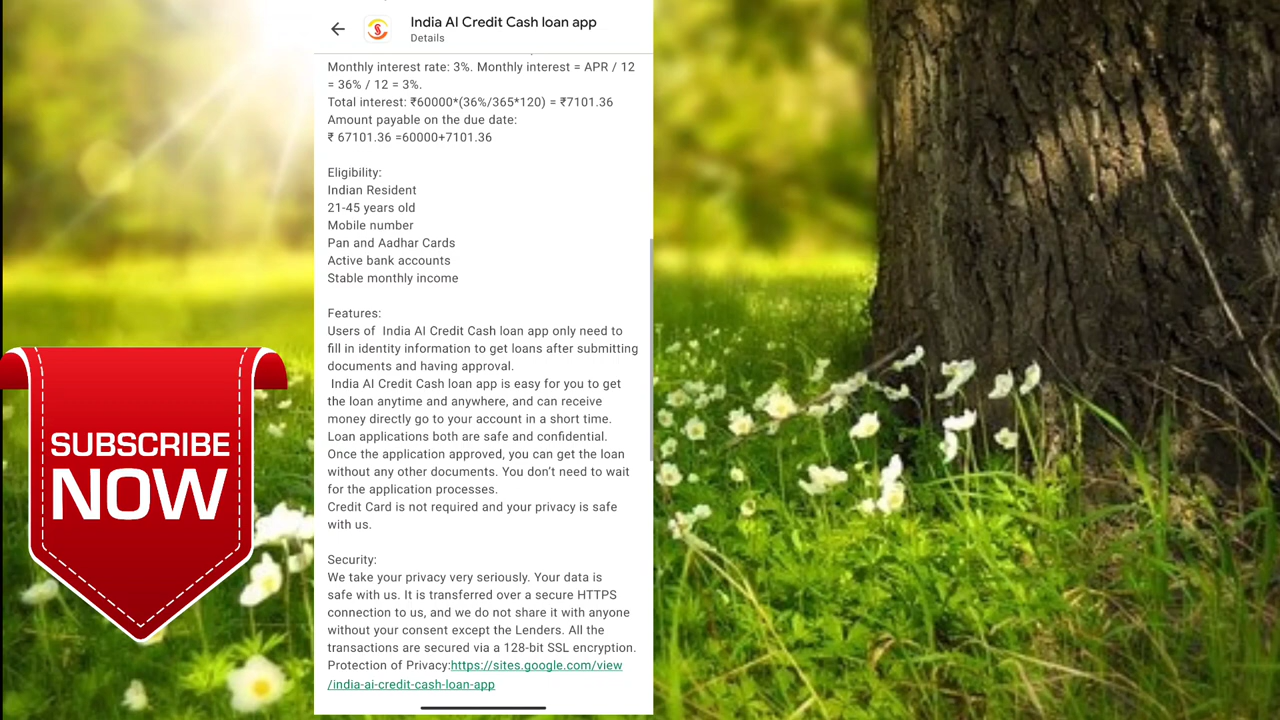 India AI Credit Cash loan app
Details
Monthly interest rate: 3%. Monthly interest = APR / 12
= 36% / 12 = 3%.
Total interest: ₹60000*(36%/365*120) = ₹7101.36
Amount payable on the due date:
₹ 67101.36 =60000+7101.36
Eligibility:
Indian Resident
21-45 years old
Mobile number
Pan and Aadhar Cards
Active bank accounts
Stable monthly income
Features:
Users of  India AI Credit Cash loan app only need to
fill in identity information to get loans after submitting
documents and having approval.
India AI Credit Cash loan app is easy for you to get
the loan anytime and anywhere, and can receive
money directly go to your account in a short time.
Loan applications both are safe and confidential.
Once the application approved, you can get the loan
without any other documents. You don't need to wait
for the application processes.
Credit Card is not required and your privacy is safe
with us.
Security:
We take your privacy very seriously. Your data is
safe with us. It is transferred over a secure HTTPS
connection to us, and we do not share it with anyone
without your consent except the Lenders. All the
transactions are secured via a 128-bit SSL encryption.
Protection of Privacy:https://sites.google.com/view
/india-ai-credit-cash-loan-app
SUBSCRIBE
NOW